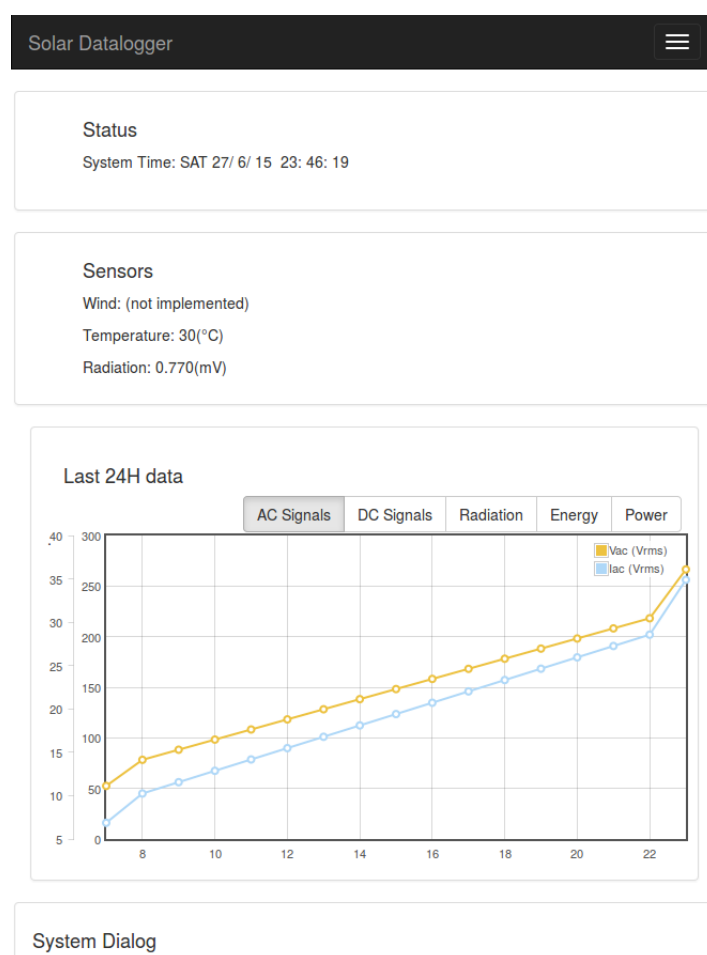 Solar Datalogger
Status
System Time: SAT 27/ 6/ 15 23: 46: 19
Sensors
Wind: (not implemented)
Temperature: 30(°C)
Radiation: 0.770(mV)
Last 24H data
AC Signals DC Signals Radiation Energy Power
40 300
35 250
30 200
25 150
20 100
15 50
10 0
5
Vac (Vrms)
Iac (Vrms)
8 10 12 14 16 18 20 22
System Dialog